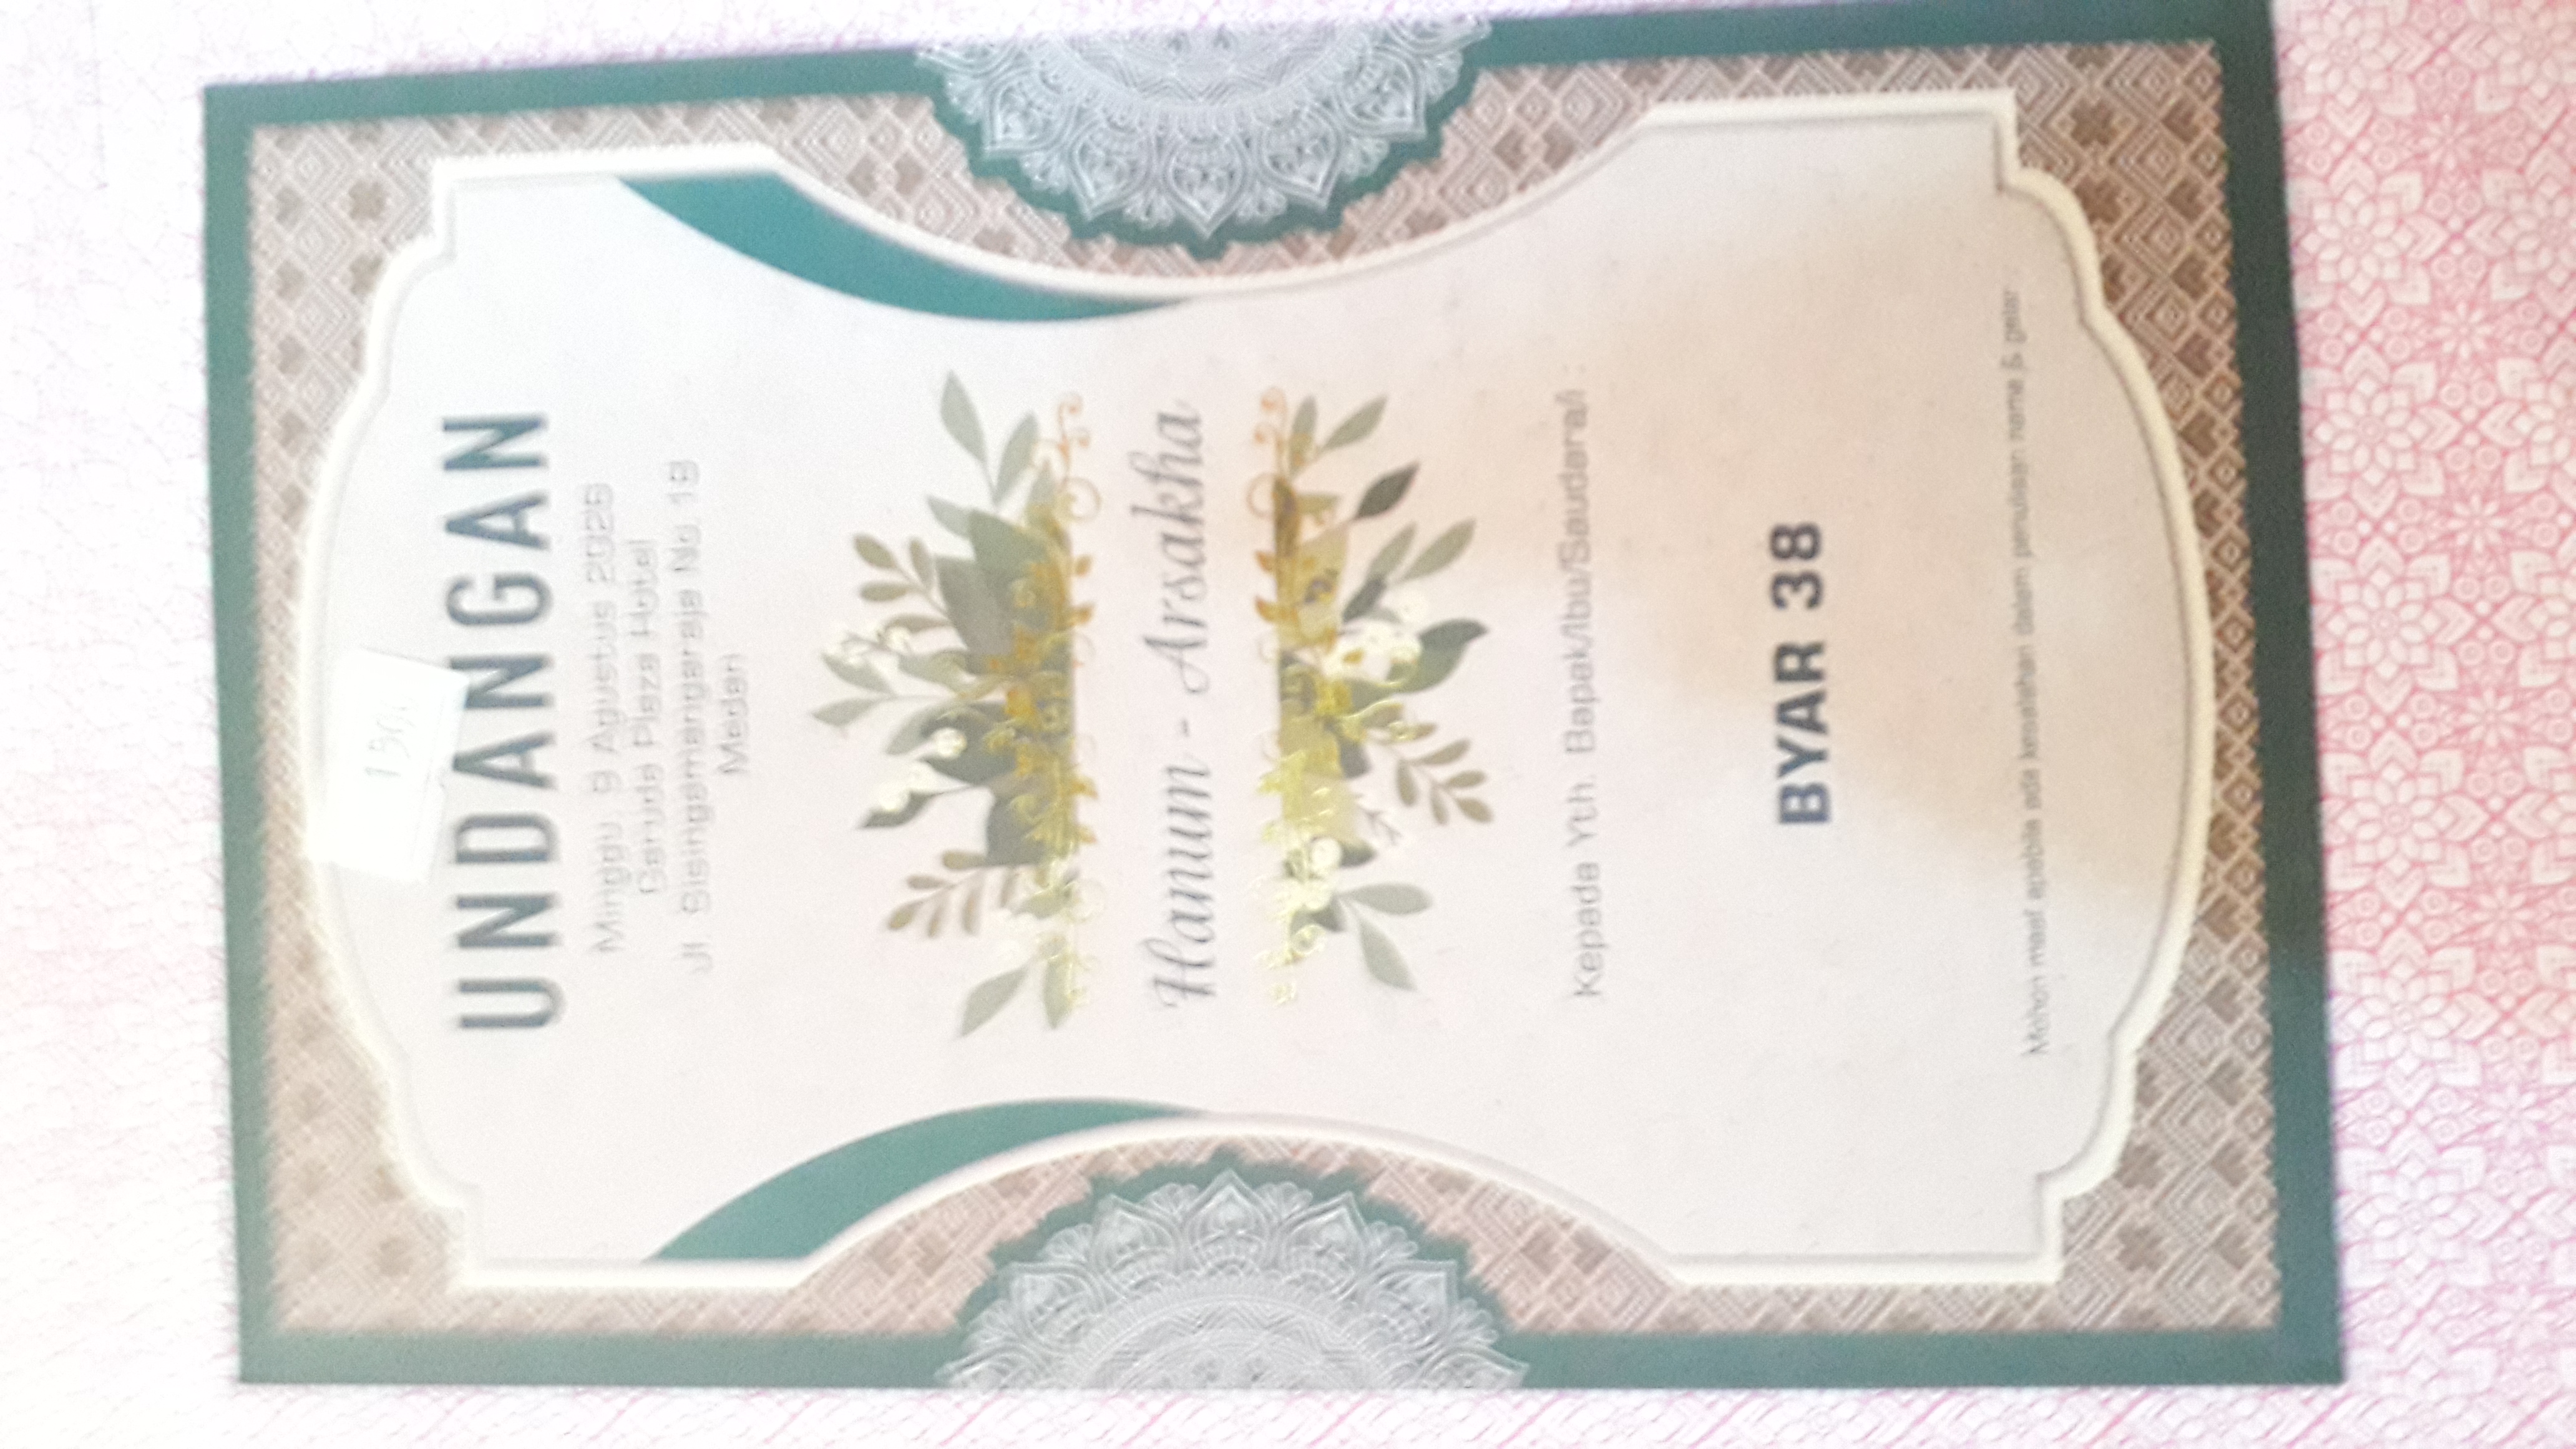 UNDANGAN
Minggu, 9 Agustus 2026
Garuda Plaza Hotel
Jl. Sisingamangaraja No. 18
Medan
Hanum - Arsakha
Kepada Yth. Bapak/Ibu/Saudara/i :
BYAR 38
Mohon maaf apabila ada kesalahan dalam penulisan nama & gelar